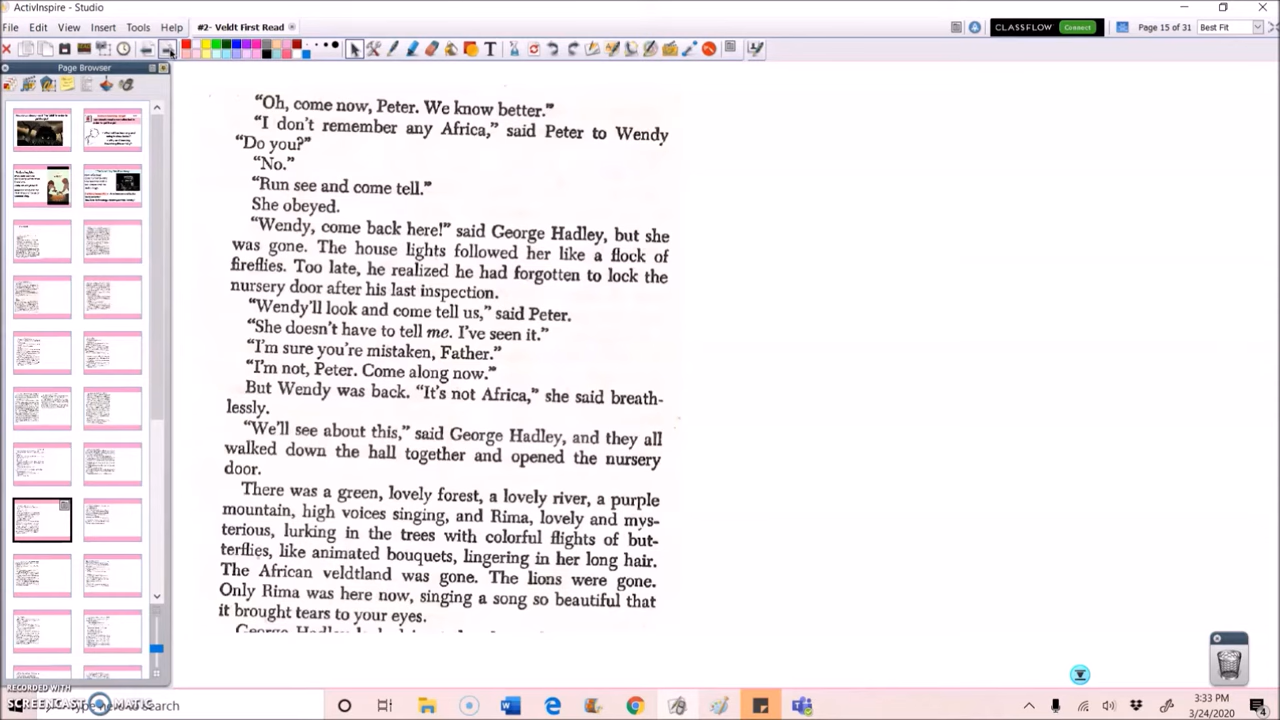 ActivInspire - Studio
File Edit View Insert Tools Help #2- Veldt First Read CLASSFLOW Connect Page 15 of 31 Best Fit
Page Browser
“Oh, come now, Peter. We know better.”
“I don't remember any Africa,” said Peter to Wendy
“Do you?”
“No.”
“Run see and come tell.”
She obeyed.
“Wendy, come back here!” said George Hadley, but she
was gone. The house lights followed her like a flock of
fireflies. Too late, he realized he had forgotten to lock the
nursery door after his last inspection.
“Wendy'll look and come tell us,” said Peter.
“She doesn't have to tell me. I've seen it.”
“I'm sure you're mistaken, Father.”
“I'm not, Peter. Come along now.”
But Wendy was back. “It's not Africa,” she said breath-
lessly.
“We'll see about this,” said George Hadley, and they all
walked down the hall together and opened the nursery
door.
There was a green, lovely forest, a lovely river, a purple
mountain, high voices singing, and Rima, lovely and mys-
terious, lurking in the trees with colorful flights of but-
terflies, like animated bouquets, lingering in her long hair.
The African veldtland was gone. The lions were gone.
Only Rima was here now, singing a song so beautiful that
it brought tears to your eyes.
RECORDED WITH
SCREENCAST MATIC
here to search
3:33 PM
3/24/2020